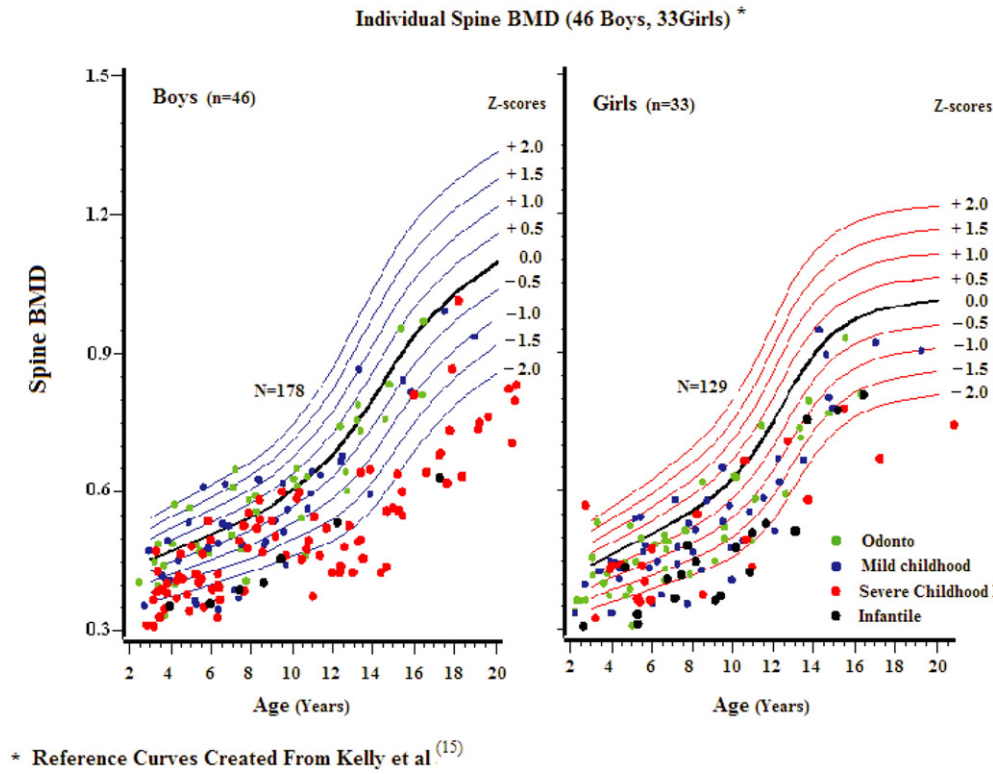 Individual Spine BMD (46 Boys, 33Girls) *
Boys (n=46)
Z-scores
+ 2.0
+ 1.5
+ 1.0
+ 0.5
0.0
– 0.5
– 1.0
– 1.5
– 2.0
N=178
Spine BMD
1.5
1.2
0.9
0.6
0.3
2 4 6 8 10 12 14 16 18 20
Age (Years)
Girls (n=33)
Z-scores
+ 2.0
+ 1.5
+ 1.0
+ 0.5
0.0
– 0.5
– 1.0
– 1.5
– 2.0
N=129
Odonto
Mild childhood
Severe Childhood
Infantile
2 4 6 8 10 12 14 16 18 20
Age (Years)
* Reference Curves Created From Kelly et al (15)